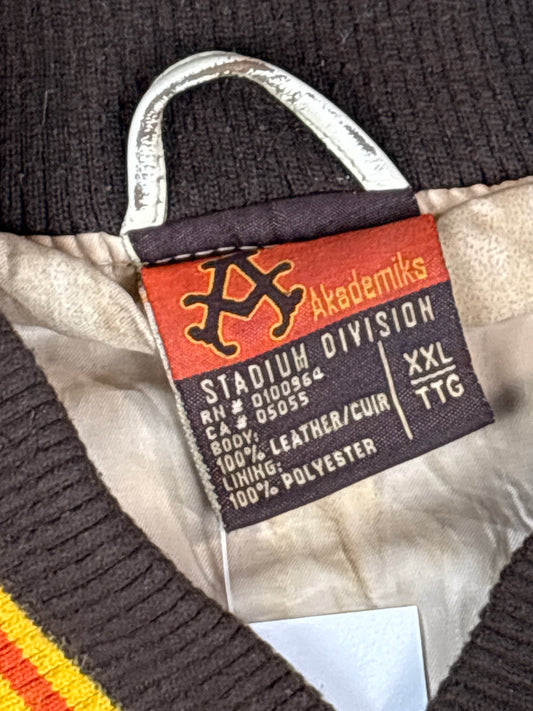 A Akademiks
STADIUM DIVISION
RN # 0100964
CA # 05055
BODY:
100% LEATHER/CUIR
LINING:
100% POLYESTER
XXL
TTG